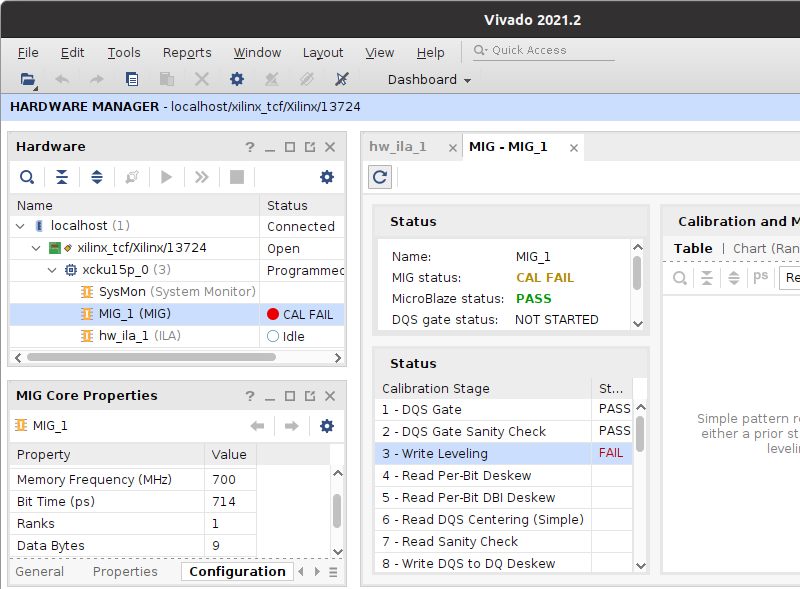 Vivado 2021.2
File Edit Tools Reports Window Layout View Help Quick Access
Dashboard
HARDWARE MANAGER - localhost/xilinx_tcf/Xilinx/13724
Hardware
Name Status
localhost (1) Connected
xilinx_tcf/Xilinx/13724 Open
xcku15p_0 (3) Programmed
SysMon (System Monitor)
MIG_1 (MIG) CAL FAIL
hw_ila_1 (ILA) Idle
MIG Core Properties
MIG_1
Property Value
Memory Frequency (MHz) 700
Bit Time (ps) 714
Ranks 1
Data Bytes 9
General Properties Configuration
hw_ila_1 MIG - MIG_1
Status
Name: MIG_1
MIG status: CAL FAIL
MicroBlaze status: PASS
DQS gate status: NOT STARTED
Status
Calibration Stage St...
1 - DQS Gate PASS
2 - DQS Gate Sanity Check PASS
3 - Write Leveling FAIL
4 - Read Per-Bit Deskew
5 - Read Per-Bit DBI Deskew
6 - Read DQS Centering (Simple)
7 - Read Sanity Check
8 - Write DQS to DQ Deskew
Calibration and M
Table | Chart (Ran
ps Re
Simple pattern r
either a prior st
leveli